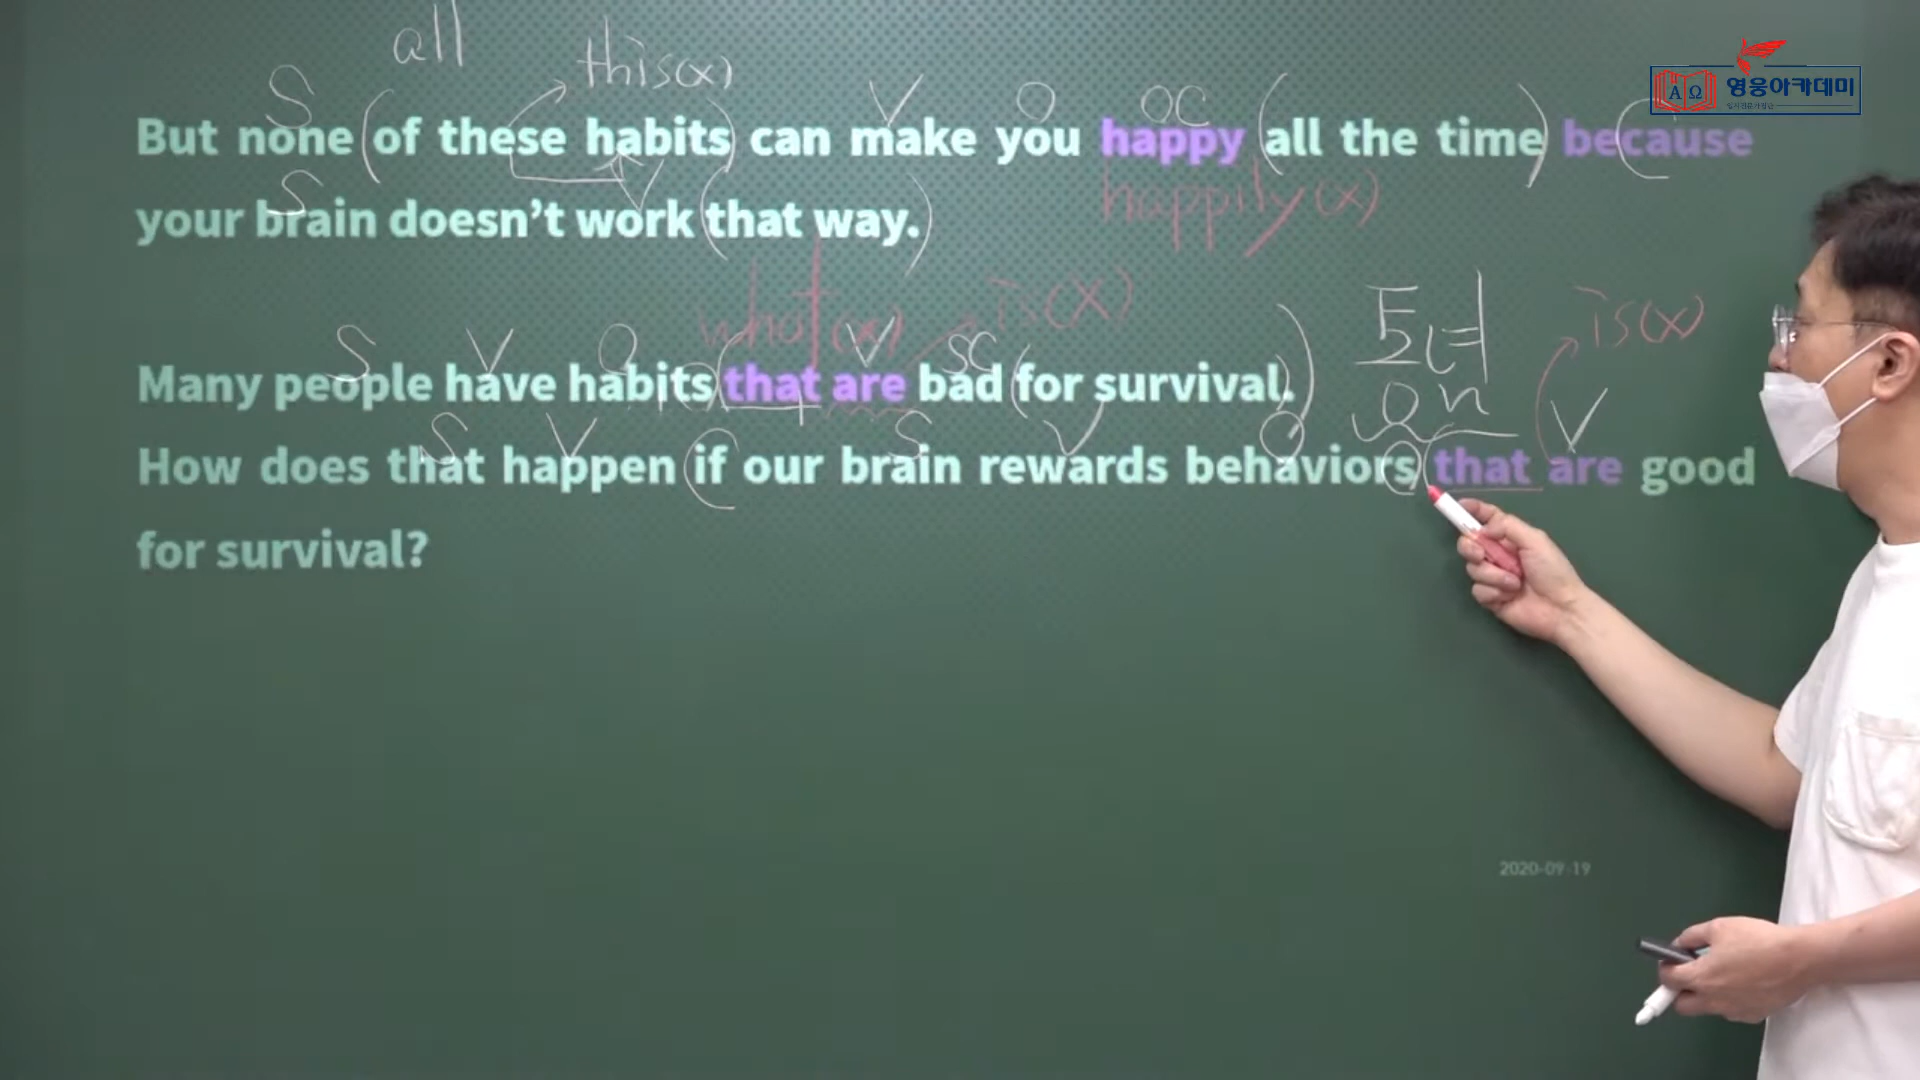 all
this(x)
S V O OC
But none (of these habits) can make you happy (all the time) (because
happily(x)
S V
your brain doesn't work (that way.)
what(x) is(x) is(x)
S V O V SC
Many people have habits (that are bad (for survival.)
on
S V S V O V
How does that happen (if our brain rewards behaviors (that are good
for survival?
2020-09-19
영웅아카데미
A Ω